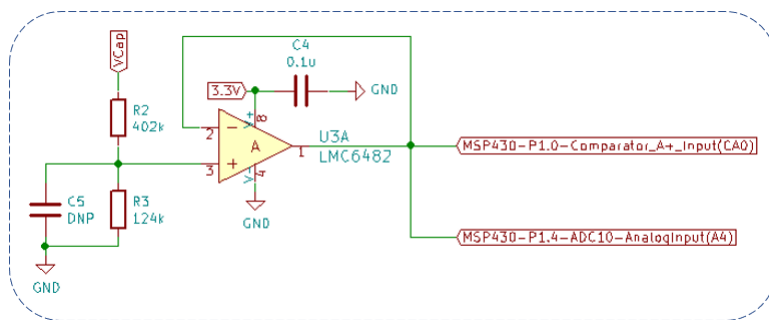 VCap
C4
0.1u
3.3V
GND
R2
402k
2
8
V+
U3A
A
1
LMC6482
3
V-
4
MSP430-P1.0-Comparator_A+_Input(CA0)
C5
DNP
R3
124k
GND
MSP430-P1.4-ADC10-AnalogInput(A4)
GND